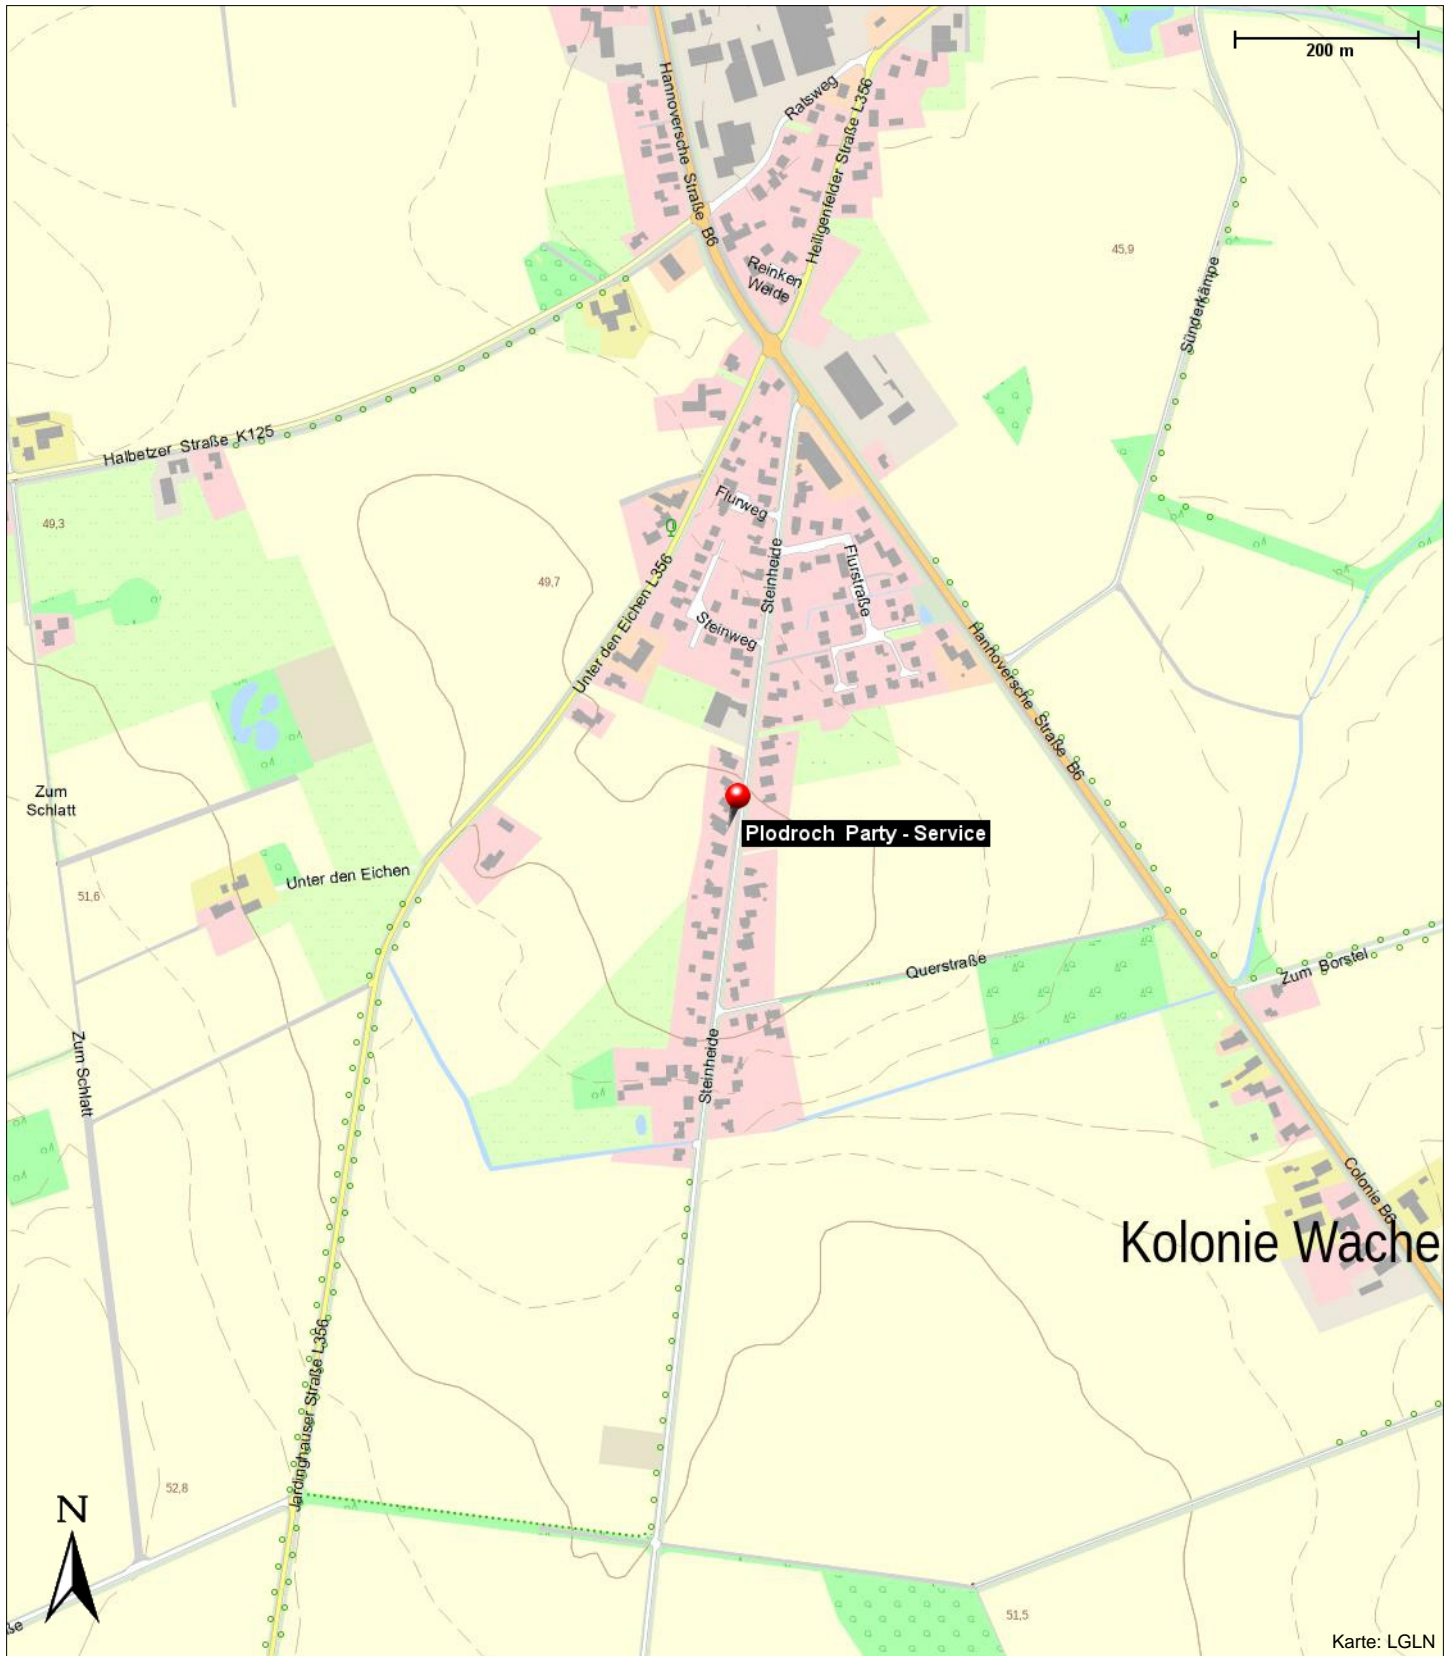 200 m
Hannoversche Straße B6
Ratsweg
Heiligenfelder Straße L356
Reinken
Weide
45,9
Sünderkämpe
Halbetzer Straße K125
49,3
Flurweg
49,7
Unter den Eichen L356
Steinheide
Flurstraße
Steinweg
Hannoversche Straße B6
Zum
Schlatt
Plodroch Party - Service
Unter den Eichen
51,6
Querstraße
Zum Borstel
Zum Schlatt
Steinheide
Colonie B6
Kolonie Wache
Jardinghauser Straße L356
52,8
N
51,5
ße
Karte: LGLN